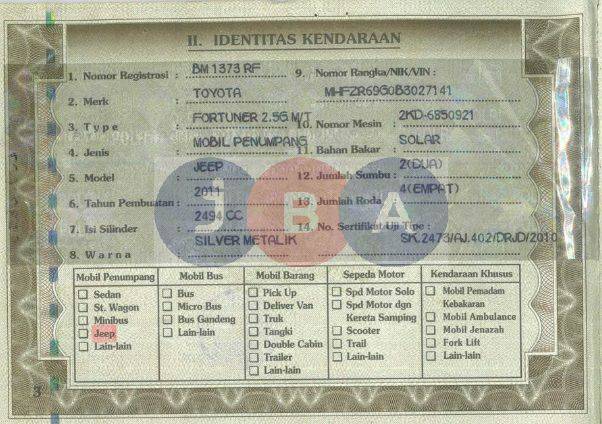 II. IDENTITAS KENDARAAN
1. Nomor Registrasi : BM 1373 RF
2. Merk : TOYOTA
3. Type : FORTUNER 2.5G M/T
4. Jenis : MOBIL PENUMPANG
5. Model : JEEP
6. Tahun Pembuatan : 2011
7. Isi Silinder : 2494 CC
8. Warna : SILVER METALIK
9. Nomor Rangka/NIK/VIN :
MHFZR69G0B3027141
10. Nomor Mesin : 2KD-6850921
11. Bahan Bakar : SOLAR
12. Jumlah Sumbu : 2(DUA)
13. Jumlah Roda : 4(EMPAT)
14. No. Sertifikat Uji Tipe :
SK.2473/AJ.402/DRJD/2010
JBA
Mobil Penumpang
Sedan
St. Wagon
Minibus
Jeep
Lain-lain
Mobil Bus
Bus
Micro Bus
Bus Gandeng
Lain-lain
Mobil Barang
Pick Up
Deliver Van
Truk
Tangki
Double Cabin
Trailer
Lain-lain
Sepeda Motor
Spd Motor Solo
Spd Motor dgn
Kereta Samping
Scooter
Trail
Lain-lain
Kendaraan Khusus
Mobil Pemadam
Kebakaran
Mobil Ambulance
Mobil Jenazah
Fork Lift
Lain-lain
3